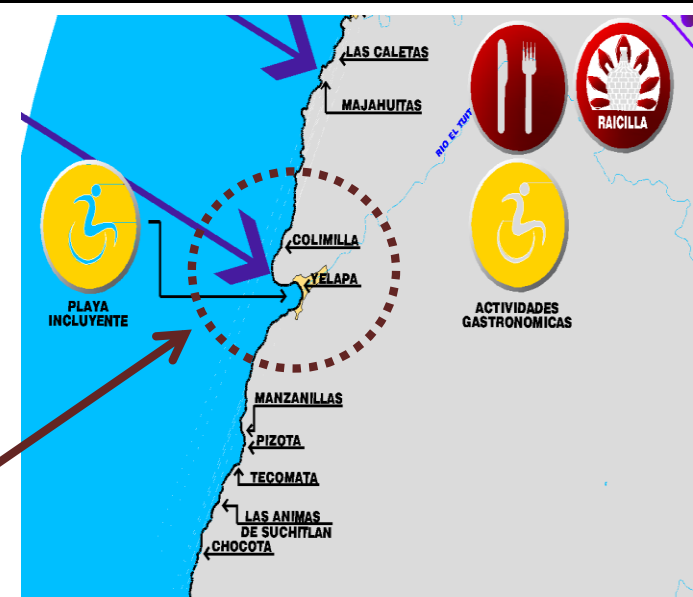 LAS CALETAS
MAJAHUITAS
RIO EL TUIT
RAICILLA
COLIMILLA
YELAPA
PLAYA
INCLUYENTE
ACTIVIDADES
GASTRONOMICAS
MANZANILLAS
PIZOTA
TECOMATA
LAS ANIMAS
DE SUCHITLAN
CHOCOTA